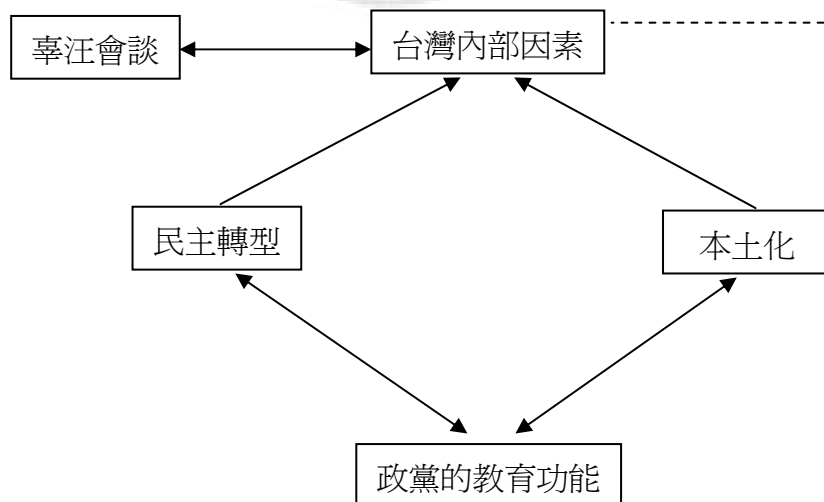 辜汪會談
台灣內部因素
民主轉型
本土化
政黨的教育功能